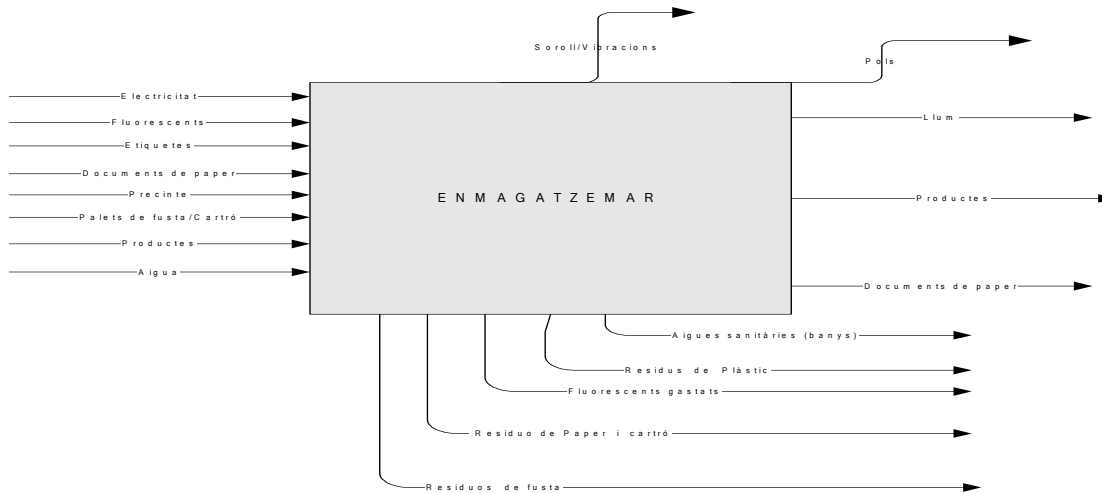 Soroll/Vibracions
Pols
Electricitat
Fluorescents
Etiquetes
Documents de paper
Precinte
Palets de fusta/Cartró
Productes
Aigua
ENMAGATZEMAR
Llum
Productes
Documents de paper
Aigues sanitàries (banys)
Residus de Plàstic
Fluorescents gastats
Residuo de Paper i cartró
Residuos de fusta